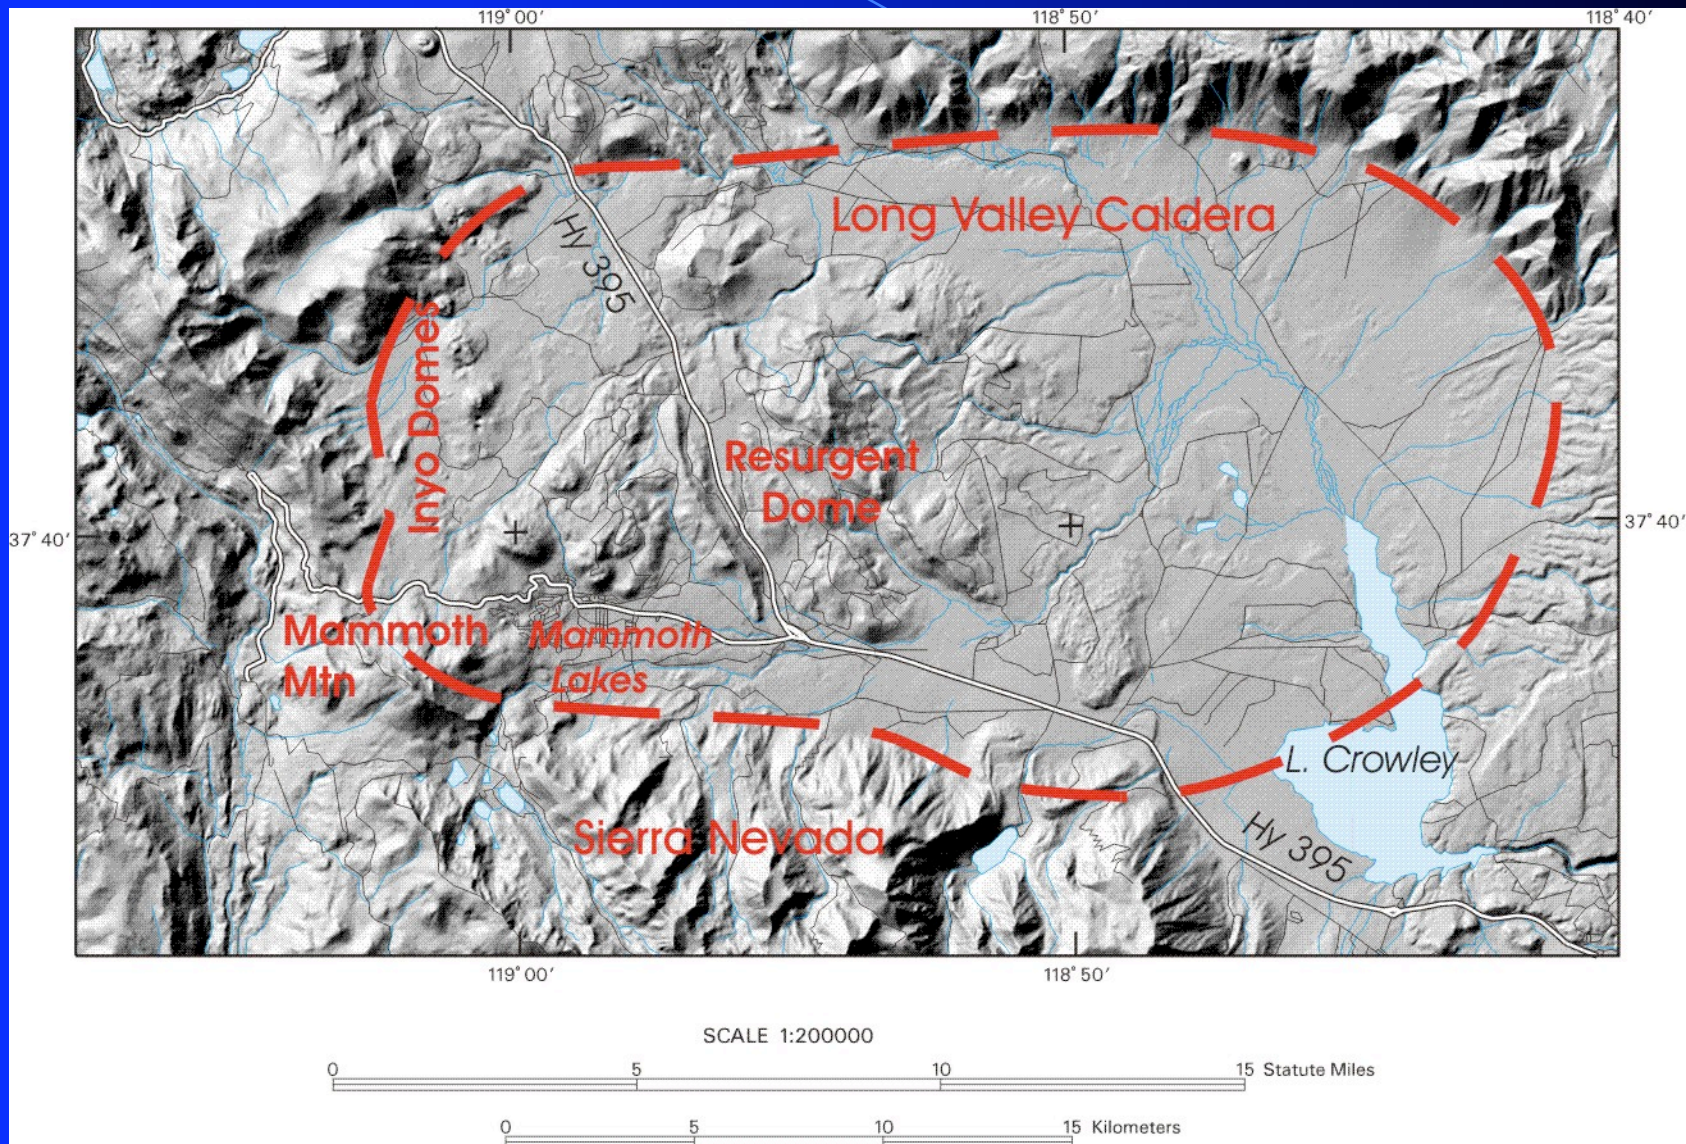 119° 00′
118° 50′
118° 40′
Long Valley Caldera
Hy 395
Inyo Domes
Resurgent
Dome
37° 40′
37° 40′
Mammoth
Mtn
Mammoth
Lakes
L. Crowley
Sierra Nevada
Hy 395
119° 00′
118° 50′
SCALE 1:200000
0 5 10 15 Statute Miles
0 5 10 15 Kilometers